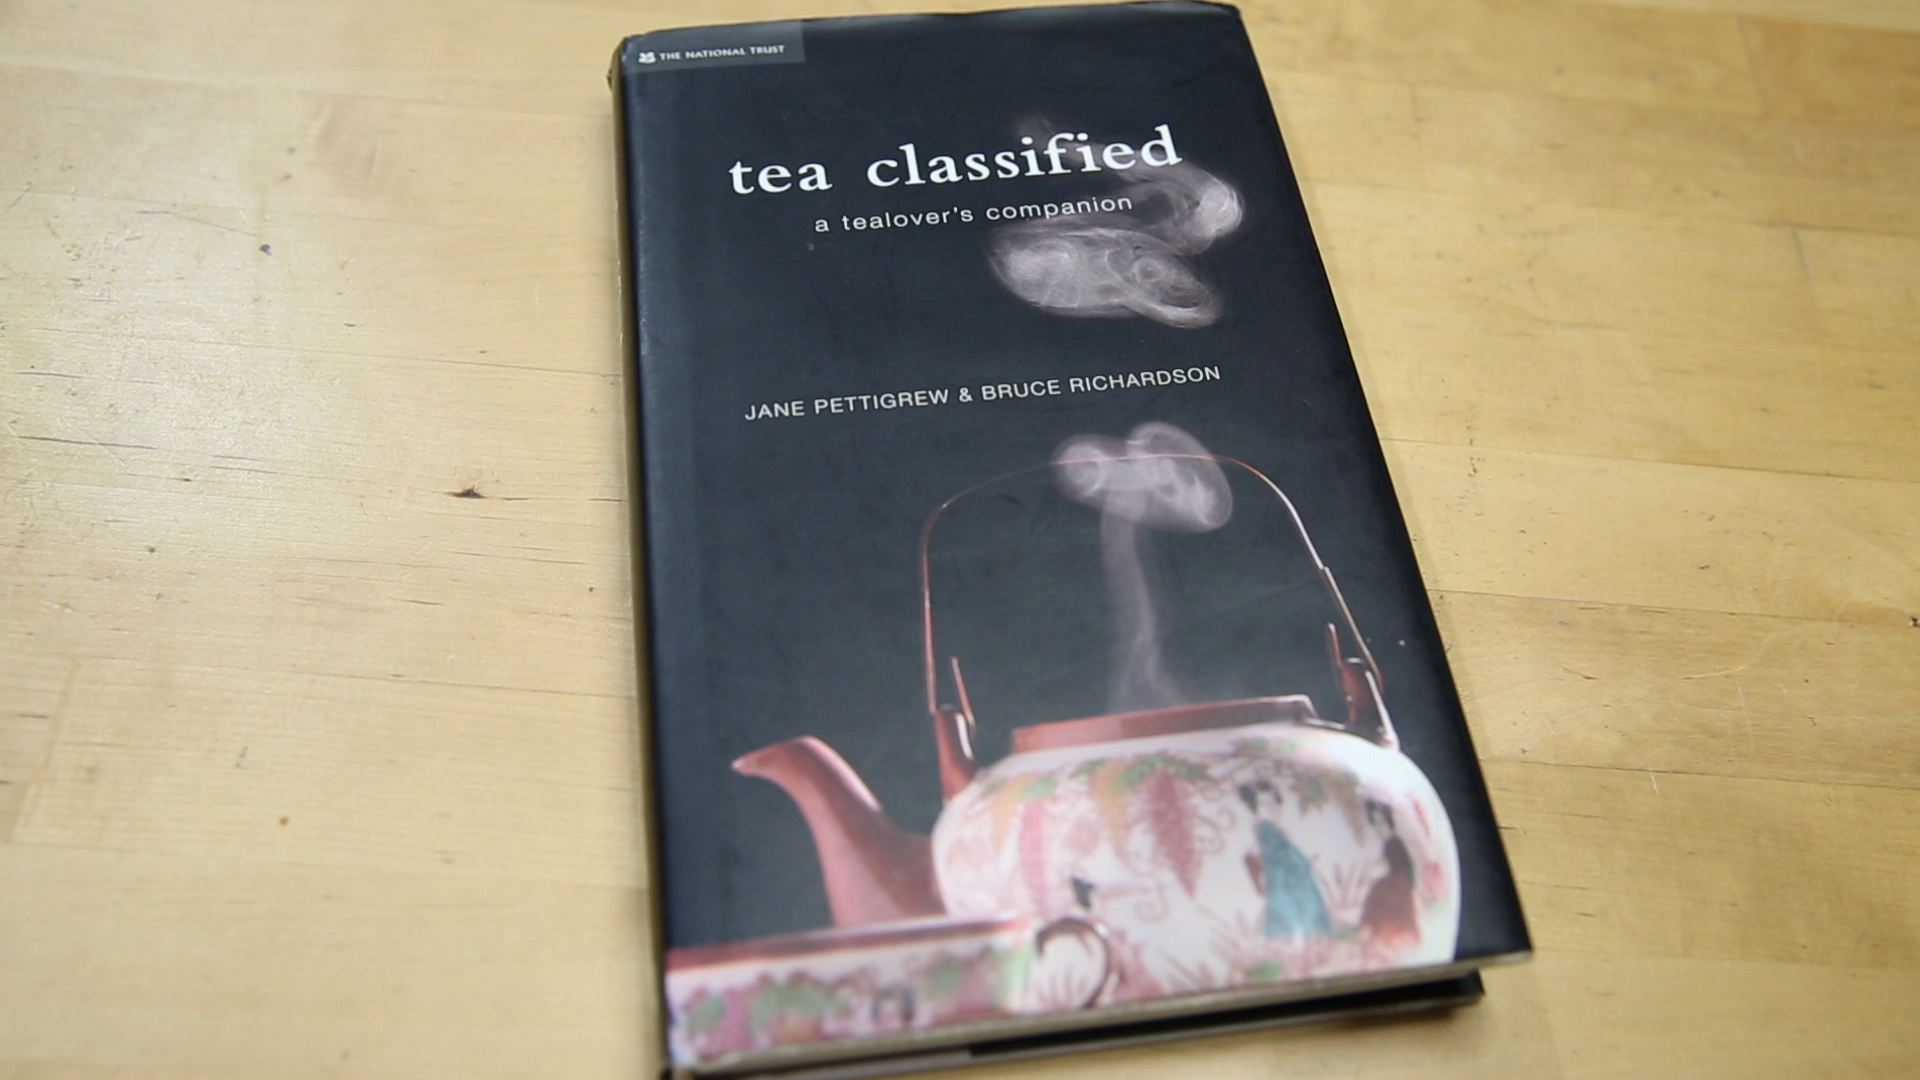 THE NATIONAL TRUST
tea classified
a tealover's companion
JANE PETTIGREW & BRUCE RICHARDSON